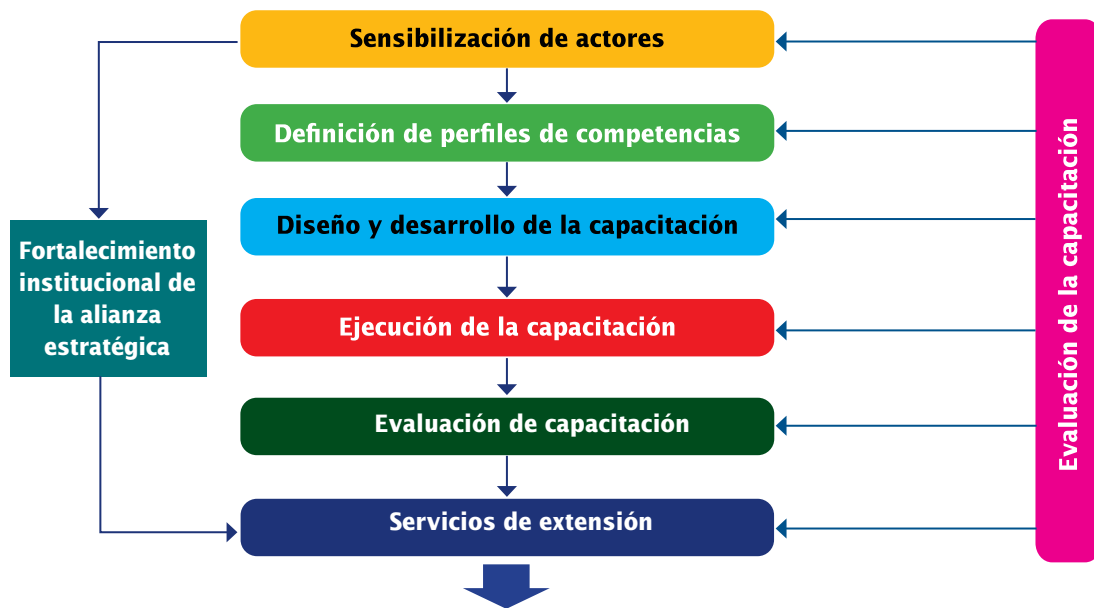 Sensibilización de actores
Definición de perfiles de competencias
Diseño y desarrollo de la capacitación
Fortalecimiento
institucional de
la alianza
estratégica
Ejecución de la capacitación
Evaluación de capacitación
Servicios de extensión
Evaluación de la capacitación